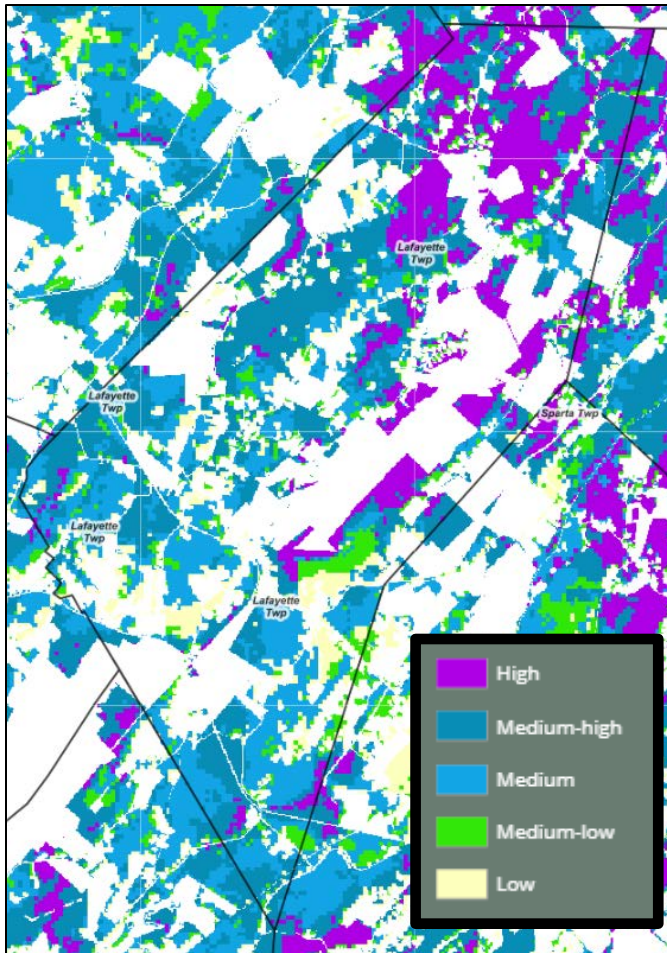 Lafayette
Twp
Lafayette
Twp
Sparta Twp
Lafayette
Twp
Lafayette
Twp
High
Medium-high
Medium
Medium-low
Low